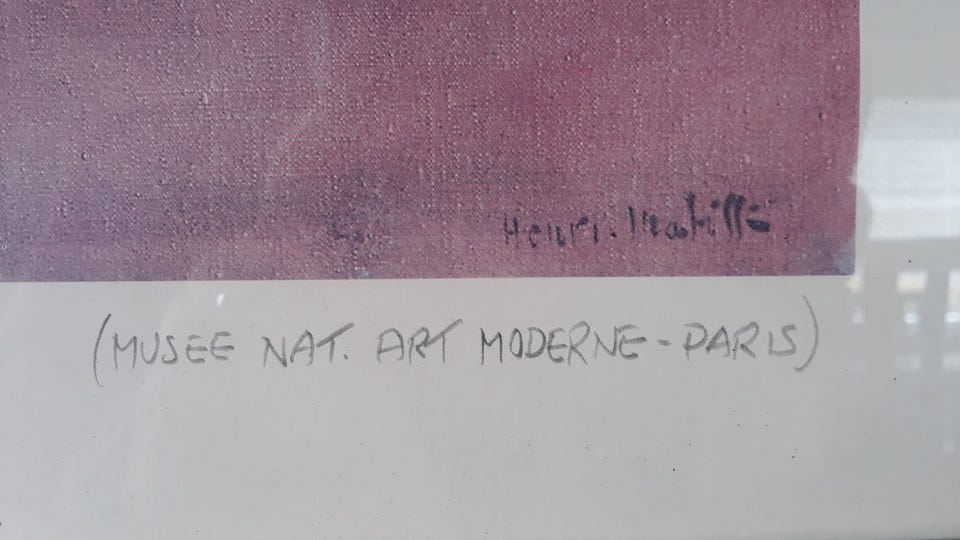 Henri. Matisse
(MUSEE NAT. ART MODERNE-PARIS)